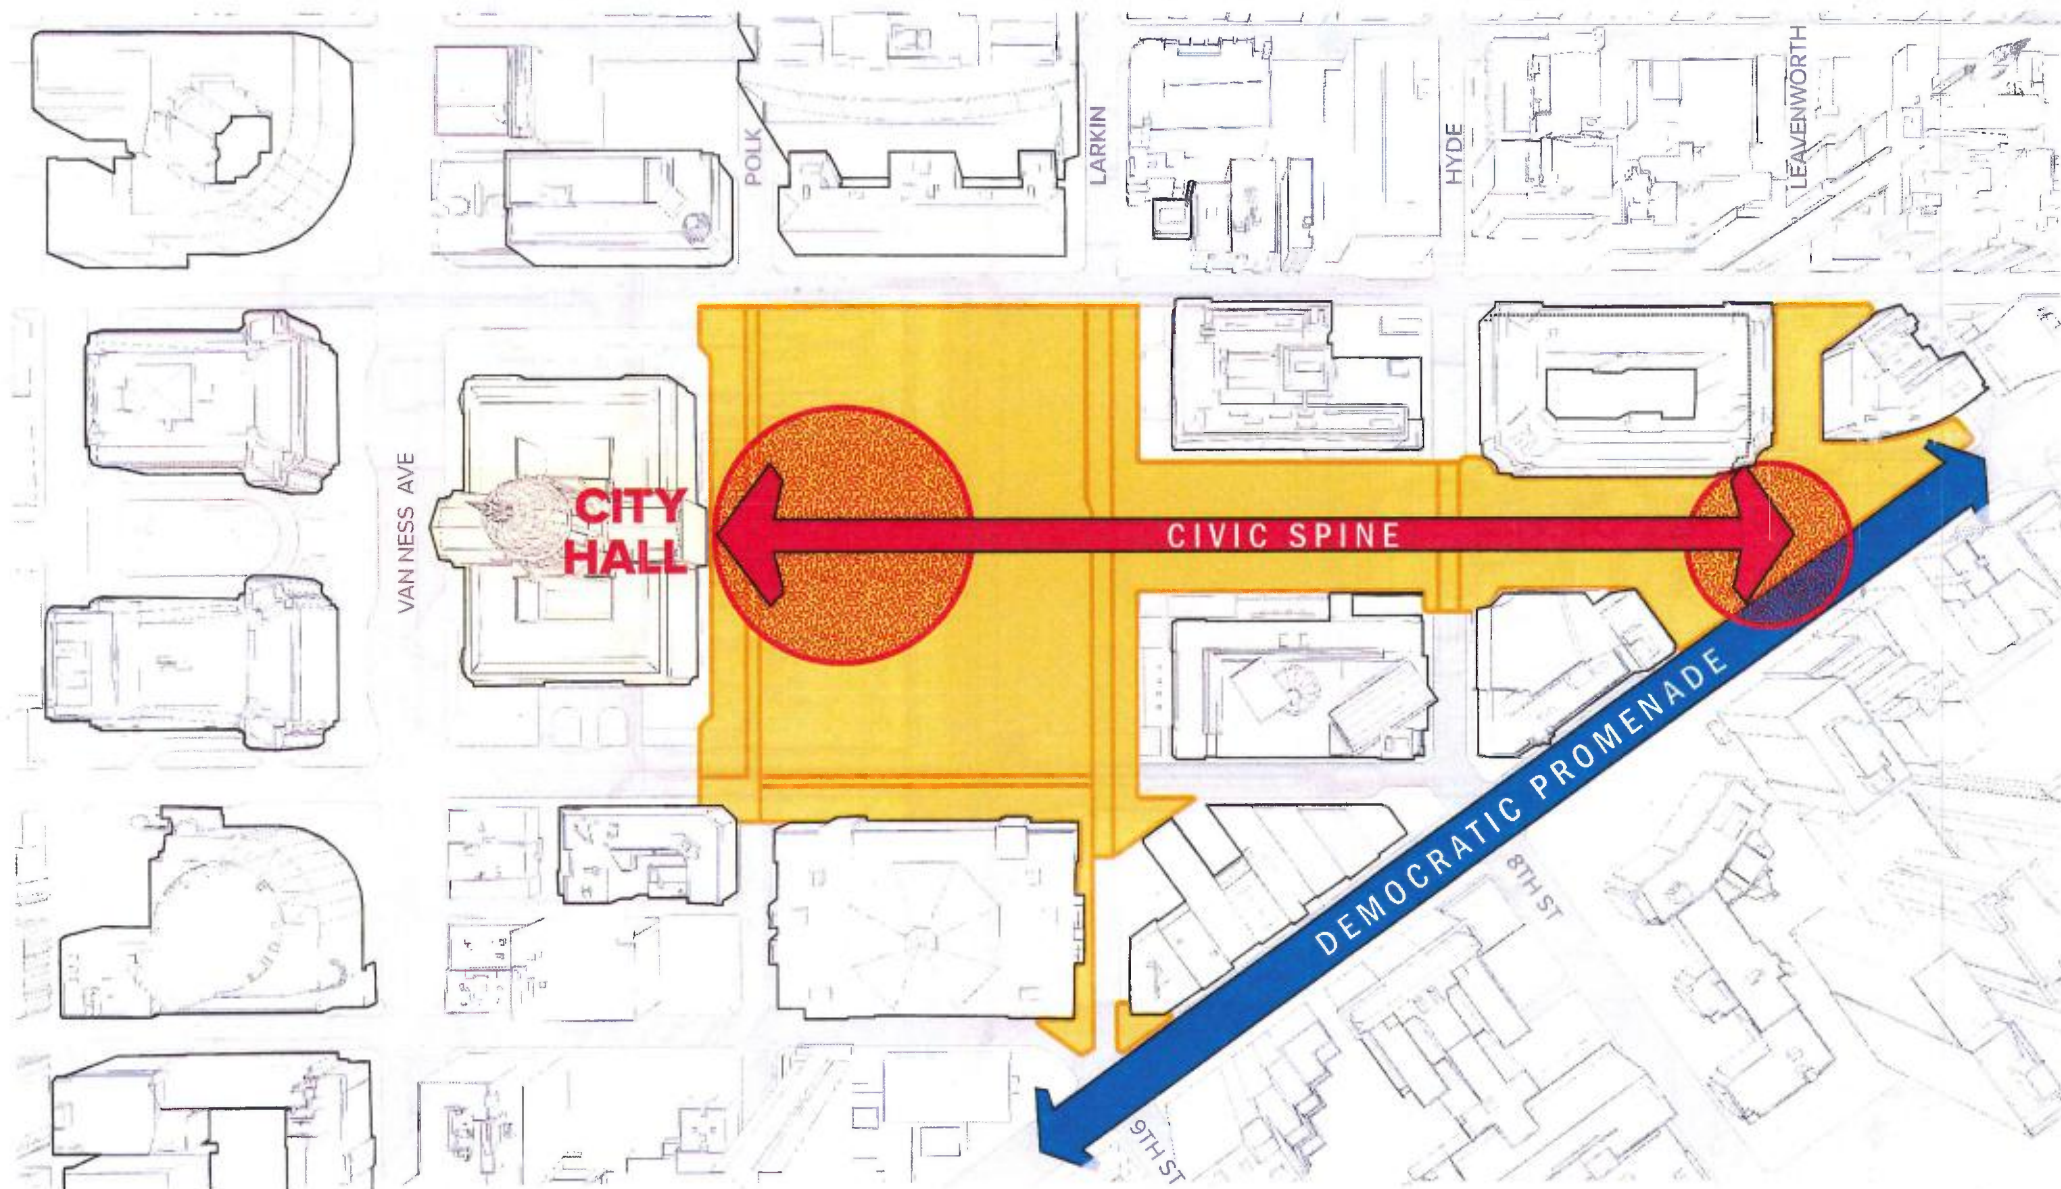 POLK
LARKIN
HYDE
LEAVENWORTH
VAN NESS AVE
CITY
HALL
CIVIC SPINE
DEMOCRATIC PROMENADE
8TH ST
9TH ST